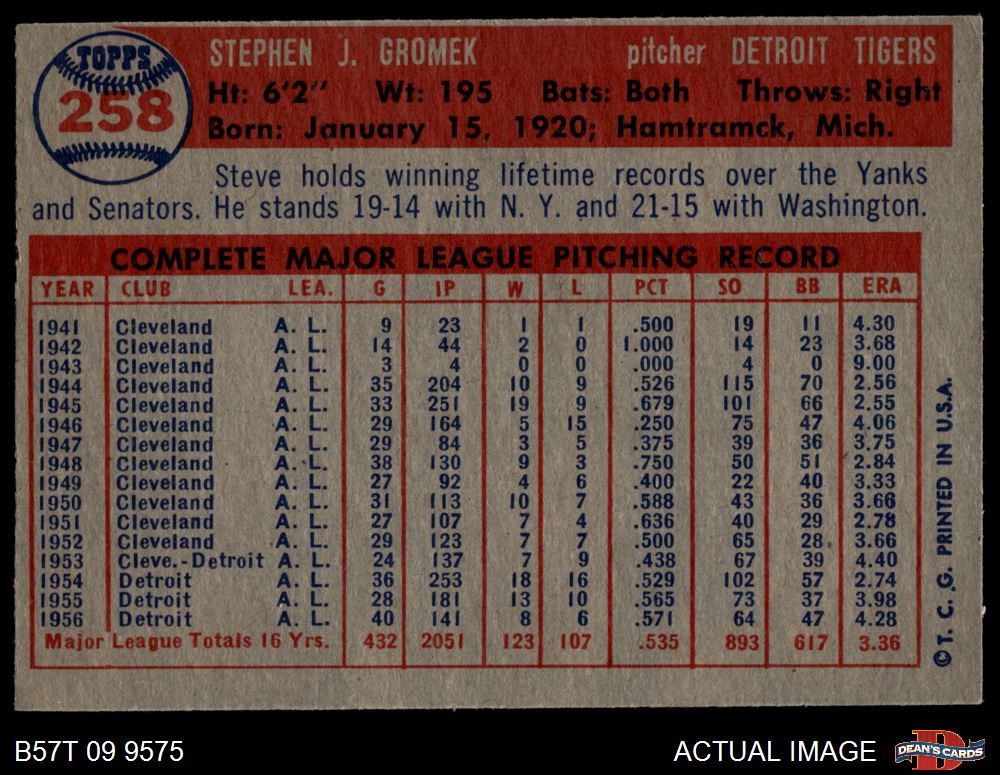 TOPPS
258
STEPHEN J. GROMEK pitcher DETROIT TIGERS
Ht: 6'2" Wt: 195 Bats: Both Throws: Right
Born: January 15, 1920; Hamtramck, Mich.
Steve holds winning lifetime records over the Yanks
and Senators. He stands 19-14 with N. Y. and 21-15 with Washington.
COMPLETE MAJOR LEAGUE PITCHING RECORD
YEAR CLUB LEA. G IP W L PCT SO BB ERA
1941 Cleveland A. L. 9 23 1 1 .500 19 11 4.30
1942 Cleveland A. L. 14 44 2 0 1.000 14 23 3.68
1943 Cleveland A. L. 3 4 0 0 .000 4 0 9.00
1944 Cleveland A. L. 35 204 10 9 .526 115 70 2.56
1945 Cleveland A. L. 33 251 19 9 .679 101 66 2.55
1946 Cleveland A. L. 29 164 5 15 .250 75 47 4.06
1947 Cleveland A. L. 29 84 3 5 .375 39 36 3.75
1948 Cleveland A. L. 38 130 9 3 .750 50 51 2.84
1949 Cleveland A. L. 27 92 4 6 .400 22 40 3.33
1950 Cleveland A. L. 31 113 10 7 .588 43 36 3.66
1951 Cleveland A. L. 27 107 7 4 .636 40 29 2.78
1952 Cleveland A. L. 29 123 7 7 .500 65 28 3.66
1953 Cleve.-Detroit A. L. 24 137 7 9 .438 67 39 4.40
1954 Detroit A. L. 36 253 18 16 .529 102 57 2.74
1955 Detroit A. L. 28 181 13 10 .565 73 37 3.98
1956 Detroit A. L. 40 141 8 6 .571 64 47 4.28
Major League Totals 16 Yrs. 432 2051 123 107 .535 893 617 3.36
© T. C. G. PRINTED IN U.S.A.
B57T 09 9575
ACTUAL IMAGE
DEAN'S CARDS